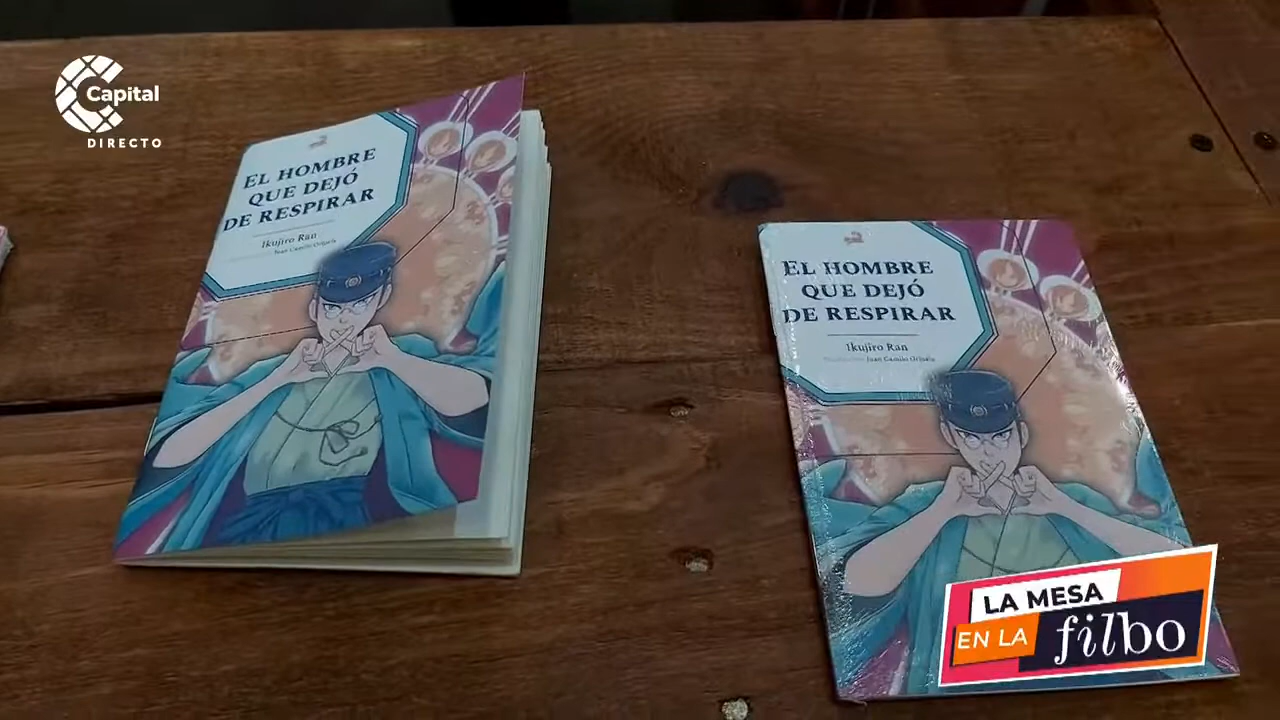 Capital
DIRECTO
EL HOMBRE
QUE DEJÓ
DE RESPIRAR
Ikujiro Ran
EL HOMBRE
QUE DEJÓ
DE RESPIRAR
Ikujiro Ran
Juan Camilo
LA MESA
EN LA filbo